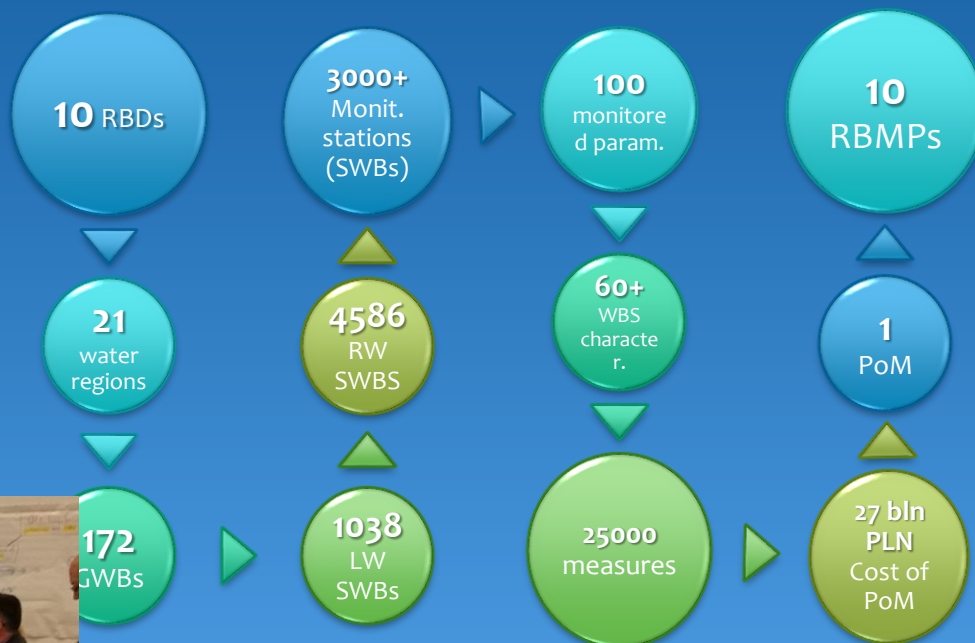 10 RBDs
21
water
regions
172
GWBs
1038
LW
SWBs
4586
RW
SWBS
3000+
Monit.
stations
(SWBs)
100
monitore
d param.
60+
WBS
characte
r.
25000
measures
27 bln
PLN
Cost of
PoM
1
PoM
10
RBMPs